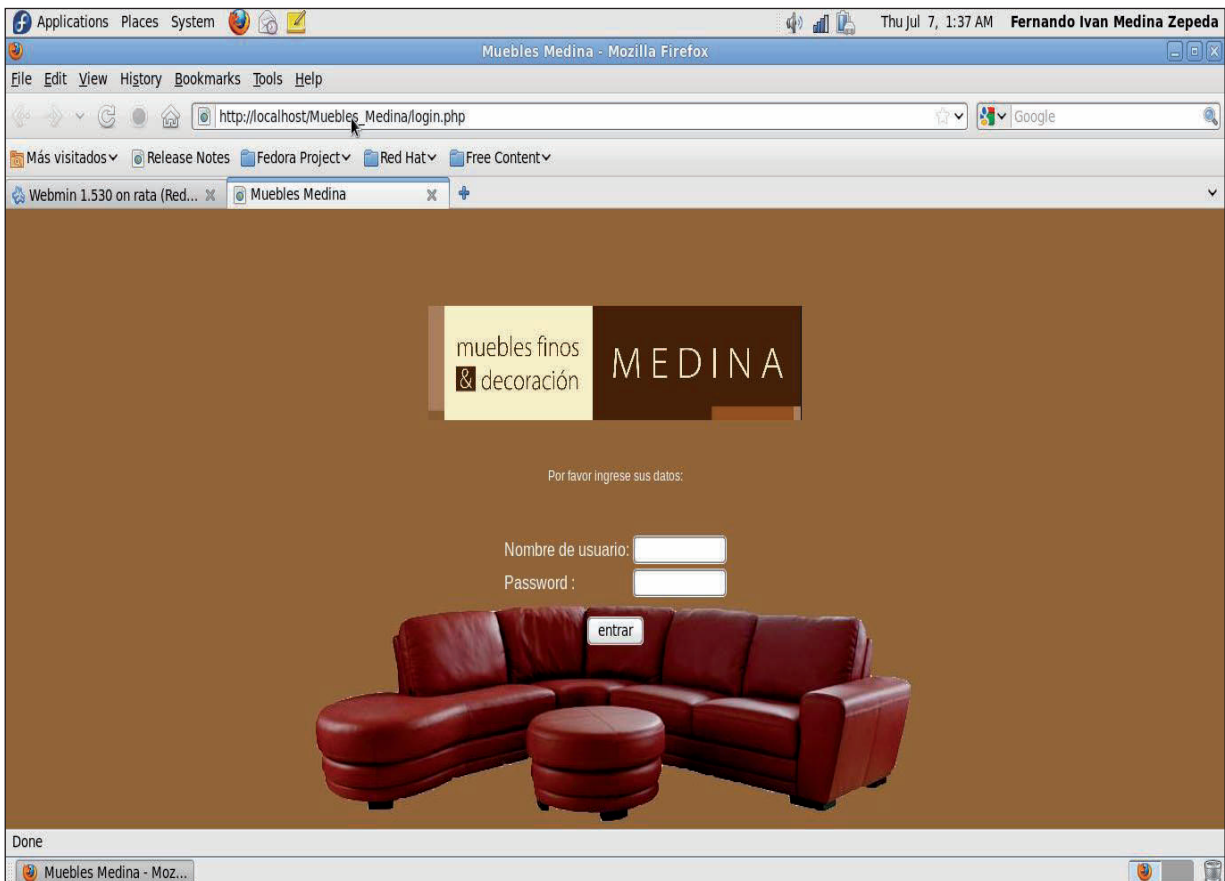 Applications Places System Thu Jul 7, 1:37 AM Fernando Ivan Medina Zepeda
Muebles Medina - Mozilla Firefox
File Edit View History Bookmarks Tools Help
http://localhost/Muebles_Medina/login.php Google
Más visitados Release Notes Fedora Project Red Hat Free Content
Webmin 1.530 on rata (Red... Muebles Medina
muebles finos
& decoración
MEDINA
Por favor ingrese sus datos:
Nombre de usuario:
Password :
entrar
Done
Muebles Medina - Moz...